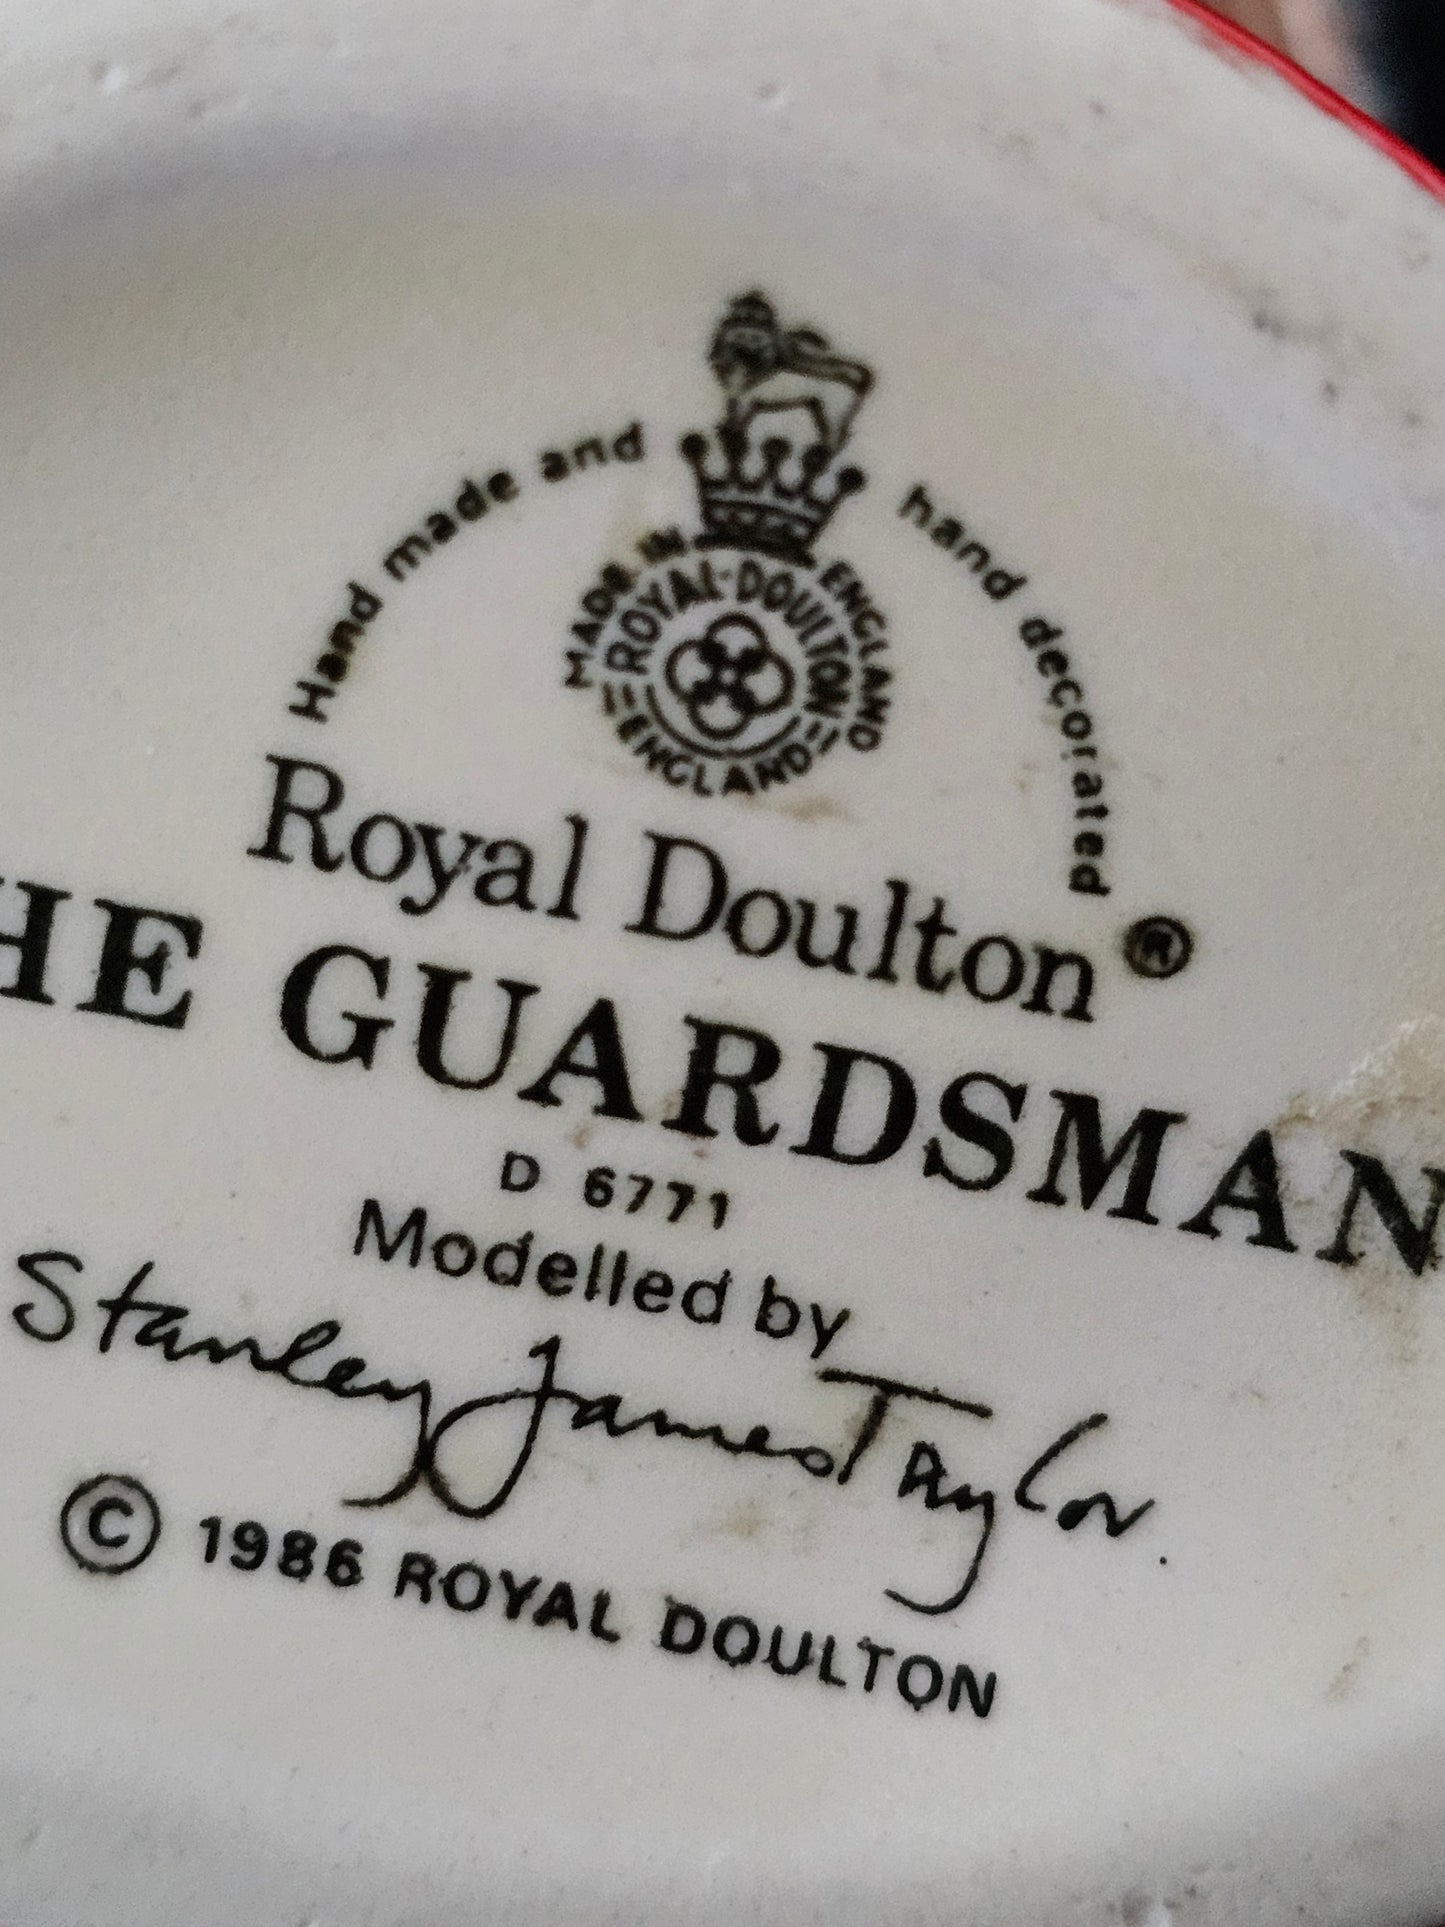 Hand made and hand decorated
MADE IN ENGLAND
ROYAL·DOULTON
=ENGLAND=
Royal Doulton®
HE GUARDSMAN
D 6771
Modelled by
Stanley James Taylor.
© 1986 ROYAL DOULTON